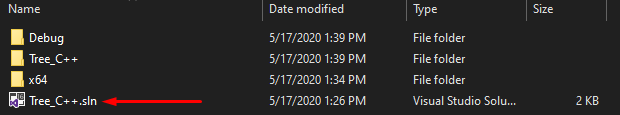 Name Date modified Type Size
Debug 5/17/2020 1:39 PM File folder
Tree_C++ 5/17/2020 1:39 PM File folder
x64 5/17/2020 1:34 PM File folder
Tree_C++.sln 5/17/2020 1:26 PM Visual Studio Solu... 2 KB